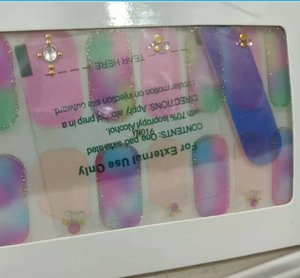 For External Use Only
CONTENTS: One pad saturated
with 70% Isopropyl Alcohol.
DIRECTIONS: Apply alcohol prep in a
circular motion on injection site outward.
TEAR HERE